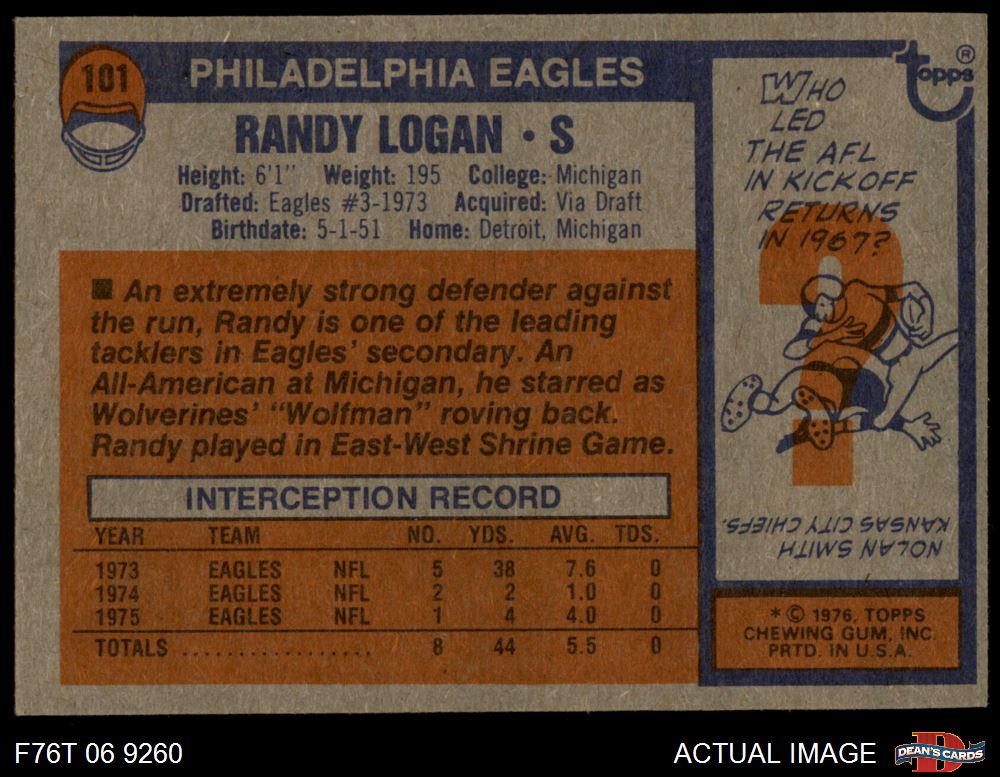 101
PHILADELPHIA EAGLES
RANDY LOGAN • S
Height: 6'1" Weight: 195 College: Michigan
Drafted: Eagles #3-1973 Acquired: Via Draft
Birthdate: 5-1-51 Home: Detroit, Michigan
■ An extremely strong defender against
the run, Randy is one of the leading
tacklers in Eagles' secondary. An
All-American at Michigan, he starred as
Wolverines' "Wolfman" roving back.
Randy played in East-West Shrine Game.
INTERCEPTION RECORD
YEAR TEAM NO. YDS. AVG. TDS.
1973 EAGLES NFL 5 38 7.6 0
1974 EAGLES NFL 2 2 1.0 0
1975 EAGLES NFL 1 4 4.0 0
TOTALS .................. 8 44 5.5 0
Topps ®
WHO
LED
THE AFL
IN KICKOFF
RETURNS
IN 1967?
?
NOLAN SMITH
KANSAS CITY CHIEFS.
* © 1976, TOPPS
CHEWING GUM, INC.
PRTD. IN U.S.A.
F76T 06 9260
ACTUAL IMAGE
D
DEAN'S CARDS